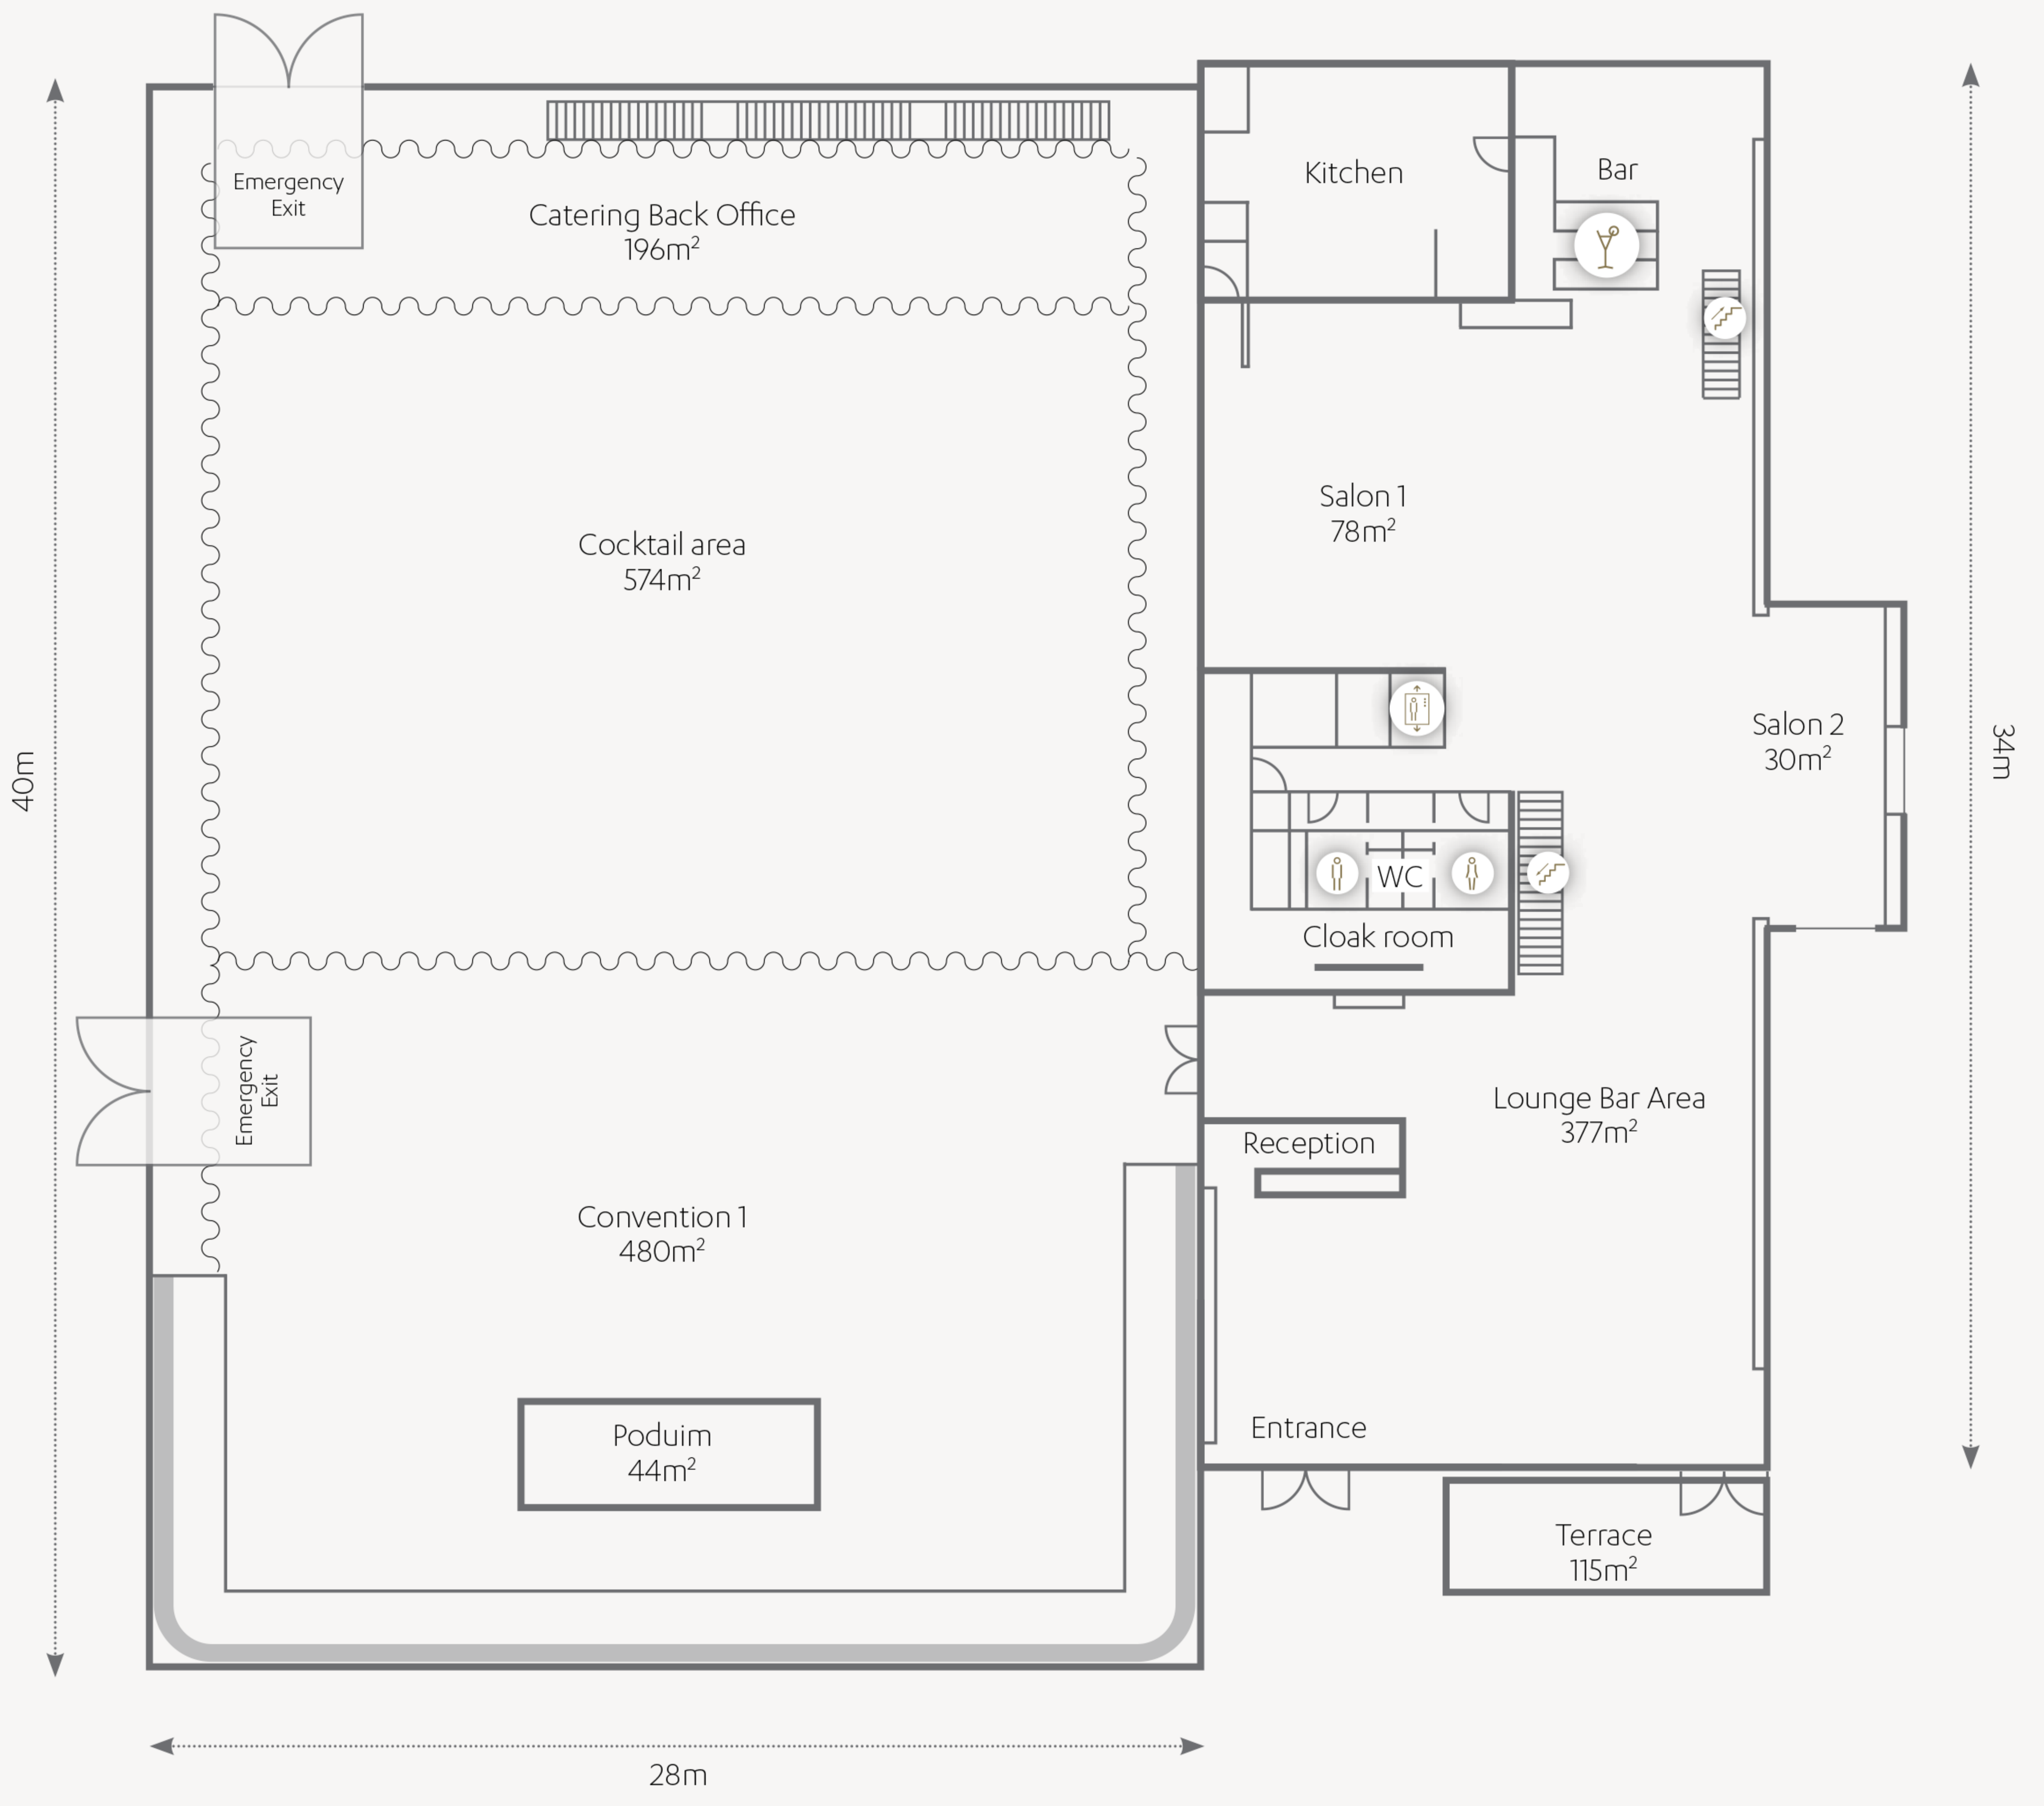 Emergency
Exit
Catering Back Office
196m²
Kitchen
Bar
Cocktail area
574m²
Salon 1
78m²
Salon 2
30m²
40m
34m
WC
Cloak room
Emergency
Exit
Lounge Bar Area
377m²
Reception
Convention 1
480m²
Poduim
44m²
Entrance
Terrace
115m²
28m